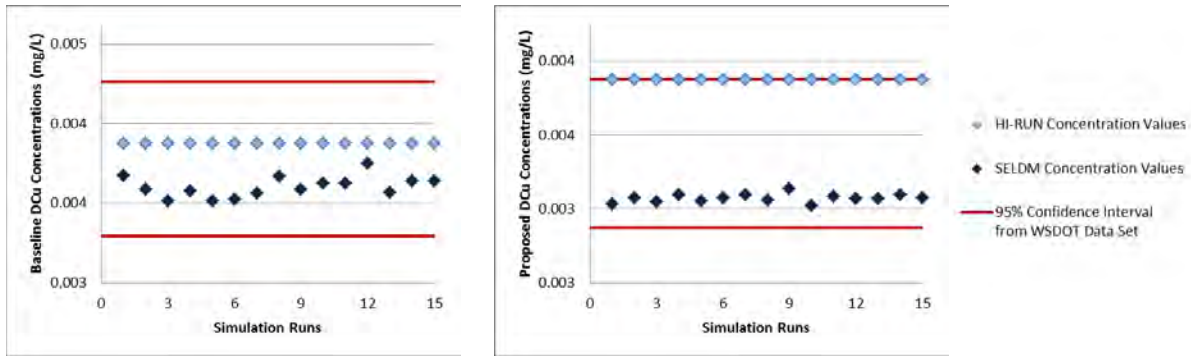 Baseline DCu Concentrations (mg/L)
0.005
0.004
0.004
0.003
0 3 6 9 12 15
Simulation Runs
Proposed DCu Concentrations (mg/L)
0.004
0.004
0.003
0.003
0 3 6 9 12 15
Simulation Runs
HI-RUN Concentration Values
SELDM Concentration Values
95% Confidence Interval
from WSDOT Data Set